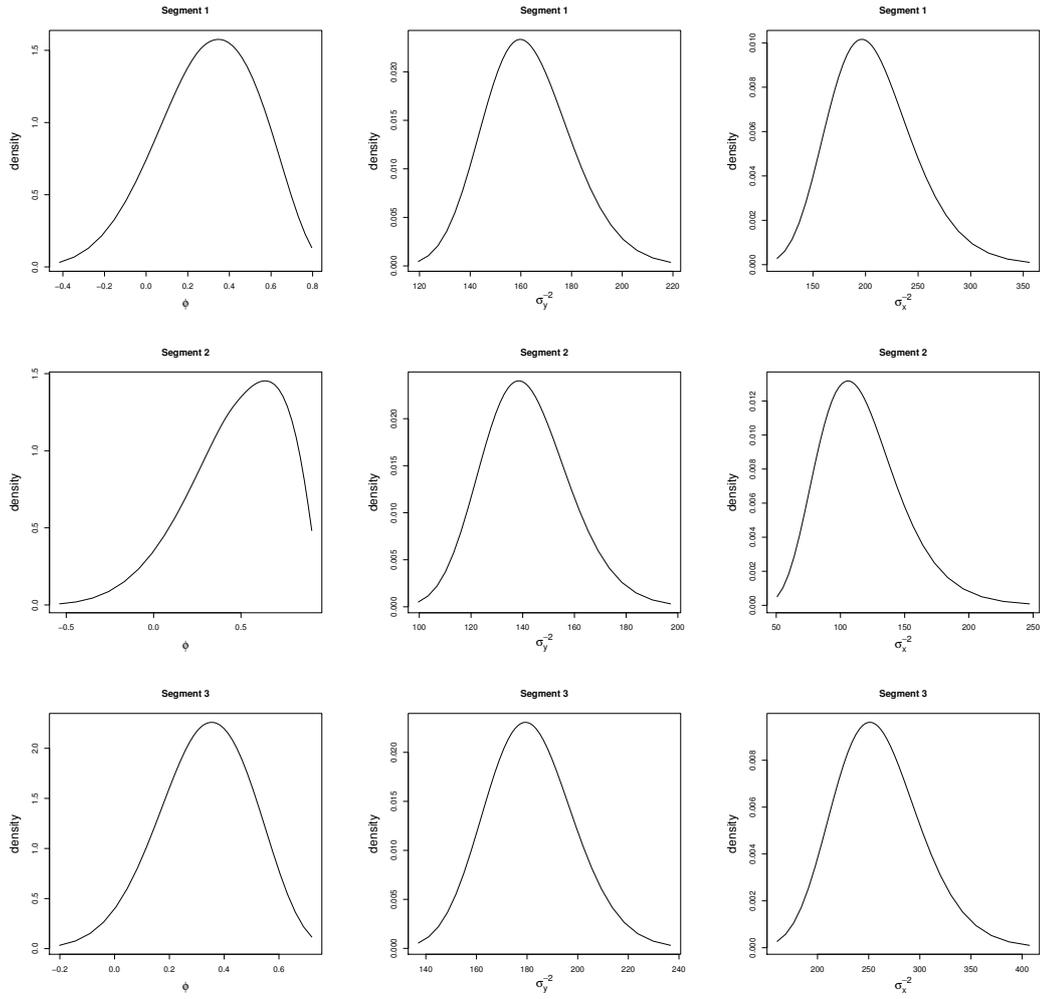 Segment 1
density
0.0 0.5 1.0 1.5
−0.4 −0.2 0.0 0.2 0.4 0.6 0.8
ϕ
Segment 1
density
0.000 0.005 0.010 0.015 0.020
120 140 160 180 200 220
σy−2
Segment 1
density
0.000 0.002 0.004 0.006 0.008 0.010
150 200 250 300 350
σx−2
Segment 2
density
0.0 0.5 1.0 1.5
−0.5 0.0 0.5
ϕ
Segment 2
density
0.000 0.005 0.010 0.015 0.020
100 120 140 160 180 200
σy−2
Segment 2
density
0.000 0.002 0.004 0.006 0.008 0.010 0.012
50 100 150 200 250
σx−2
Segment 3
density
0.0 0.5 1.0 1.5 2.0
−0.2 0.0 0.2 0.4 0.6
ϕ
Segment 3
density
0.000 0.005 0.010 0.015 0.020
140 160 180 200 220 240
σy−2
Segment 3
density
0.000 0.002 0.004 0.006 0.008
200 250 300 350 400
σx−2